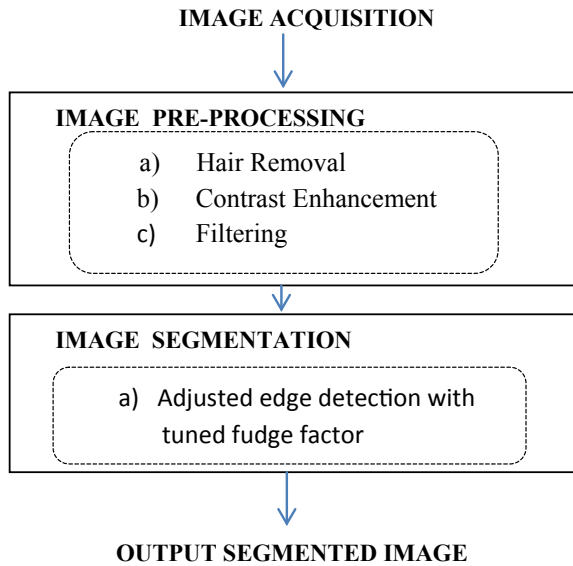 IMAGE ACQUISITION
IMAGE PRE-PROCESSING
a) Hair Removal
b) Contrast Enhancement
c) Filtering
IMAGE SEGMENTATION
a) Adjusted edge detection with
tuned fudge factor
OUTPUT SEGMENTED IMAGE